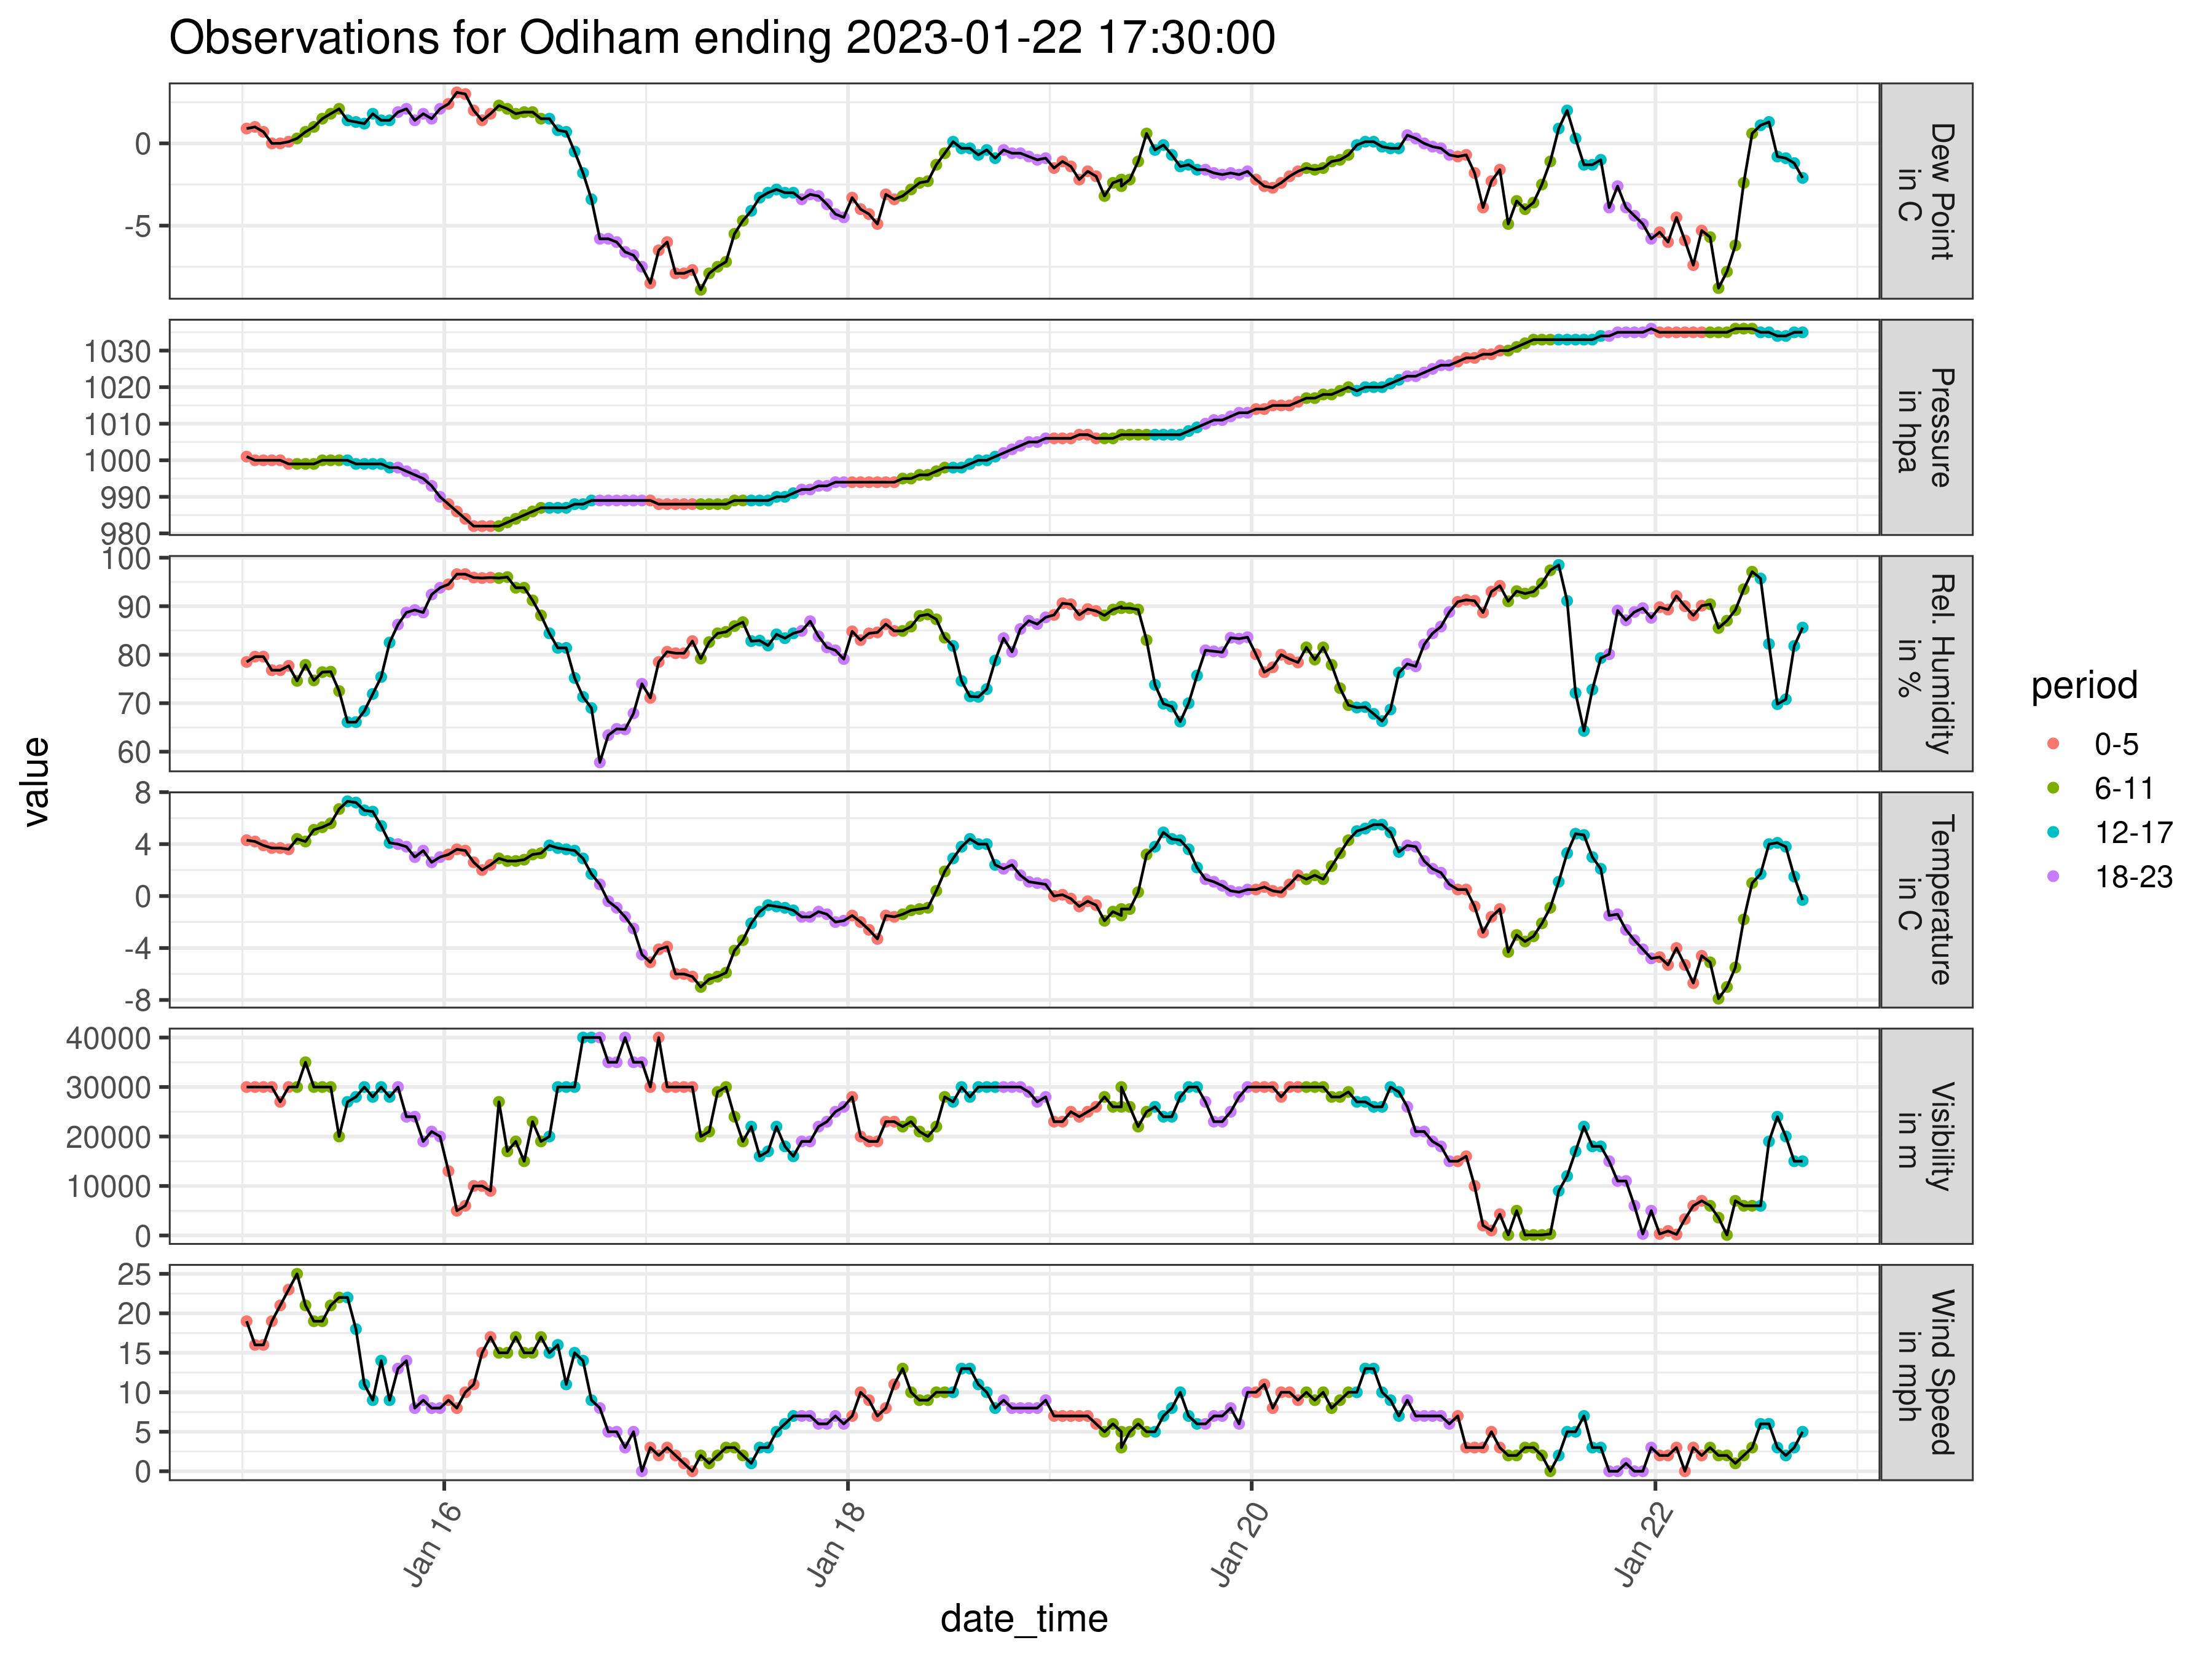 Observations for Odiham ending 2023-01-22 17:30:00
value
0
-5
Dew Point
in C
1030
1020
1010
1000
990
980
Pressure
in hpa
100
90
80
70
60
Rel. Humidity
in %
8
4
0
-4
-8
Temperature
in C
40000
30000
20000
10000
0
Visibility
in m
25
20
15
10
5
0
Wind Speed
in mph
Jan 16
Jan 18
Jan 20
Jan 22
date_time
period
0-5
6-11
12-17
18-23